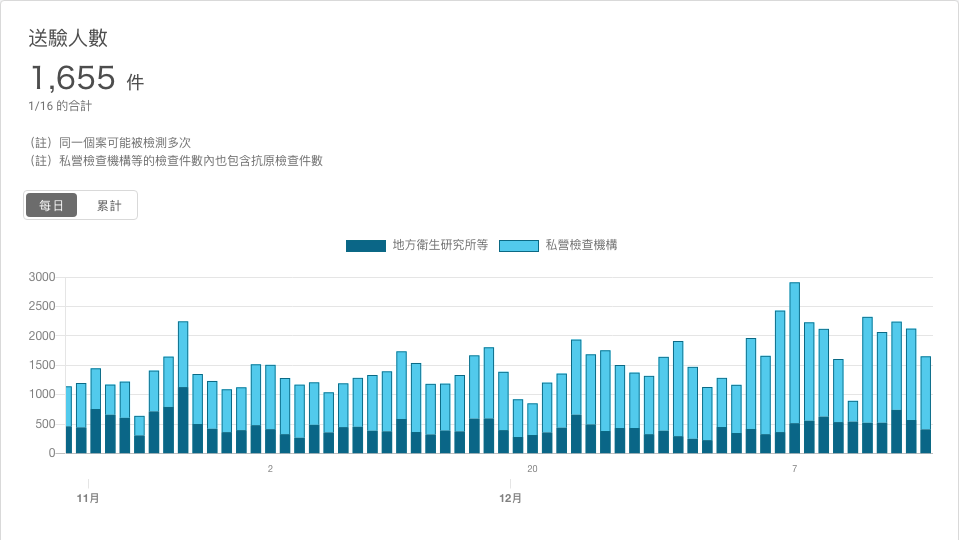 送驗人數
1,655 件
1/16 的合計
（註）同一個案可能被檢測多次
（註）私營檢查機構等的檢查件數內也包含抗原檢查件數
每日 累計
地方衛生研究所等 私營檢查機構
3000
2500
2000
1500
1000
500
0
2 20 7
11月 12月